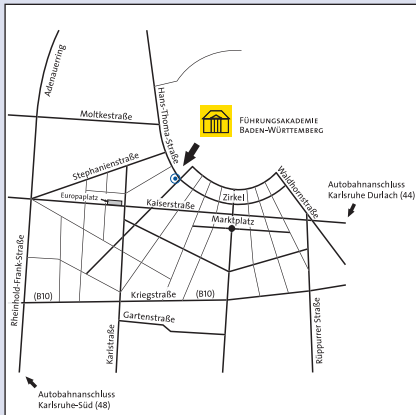 Adenauerring
Moltkestraße
Hans-Thoma-Straße
FÜHRUNGSAKADEMIE
BADEN-WÜRTTEMBERG
Stephanienstraße
Europaplatz
Kaiserstraße
Zirkel
Waldhornstraße
Marktplatz
Autobahnanschluss
Karlsruhe Durlach (44)
Rheinhold-Frank-Straße
(B10)
Kriegstraße
(B10)
Gartenstraße
Karlstraße
Rüppurrer Straße
Autobahnanschluss
Karlsruhe-Süd (48)